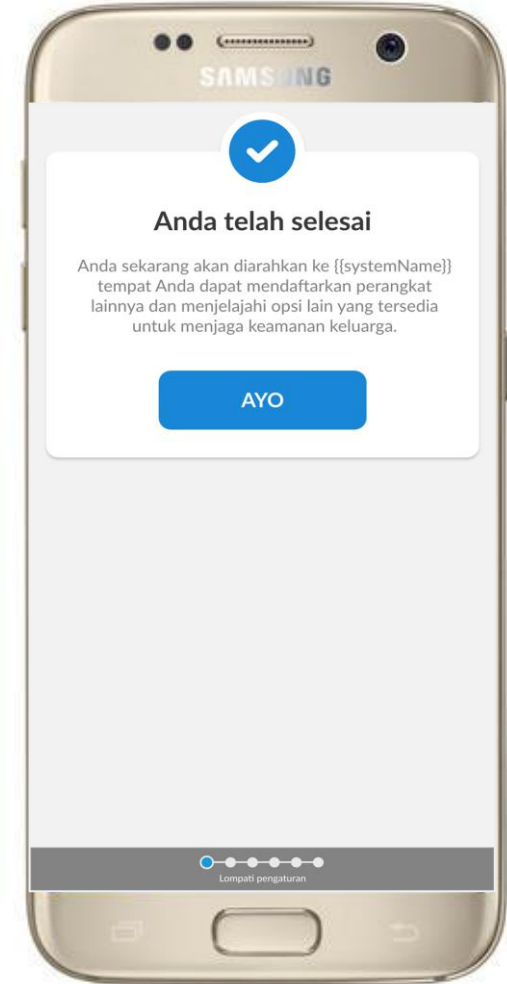 SAMSUNG
Anda telah selesai
Anda sekarang akan diarahkan ke {{systemName}}
tempat Anda dapat mendaftarkan perangkat
lainnya dan menjelajahi opsi lain yang tersedia
untuk menjaga keamanan keluarga.
AYO
Lompati pengaturan